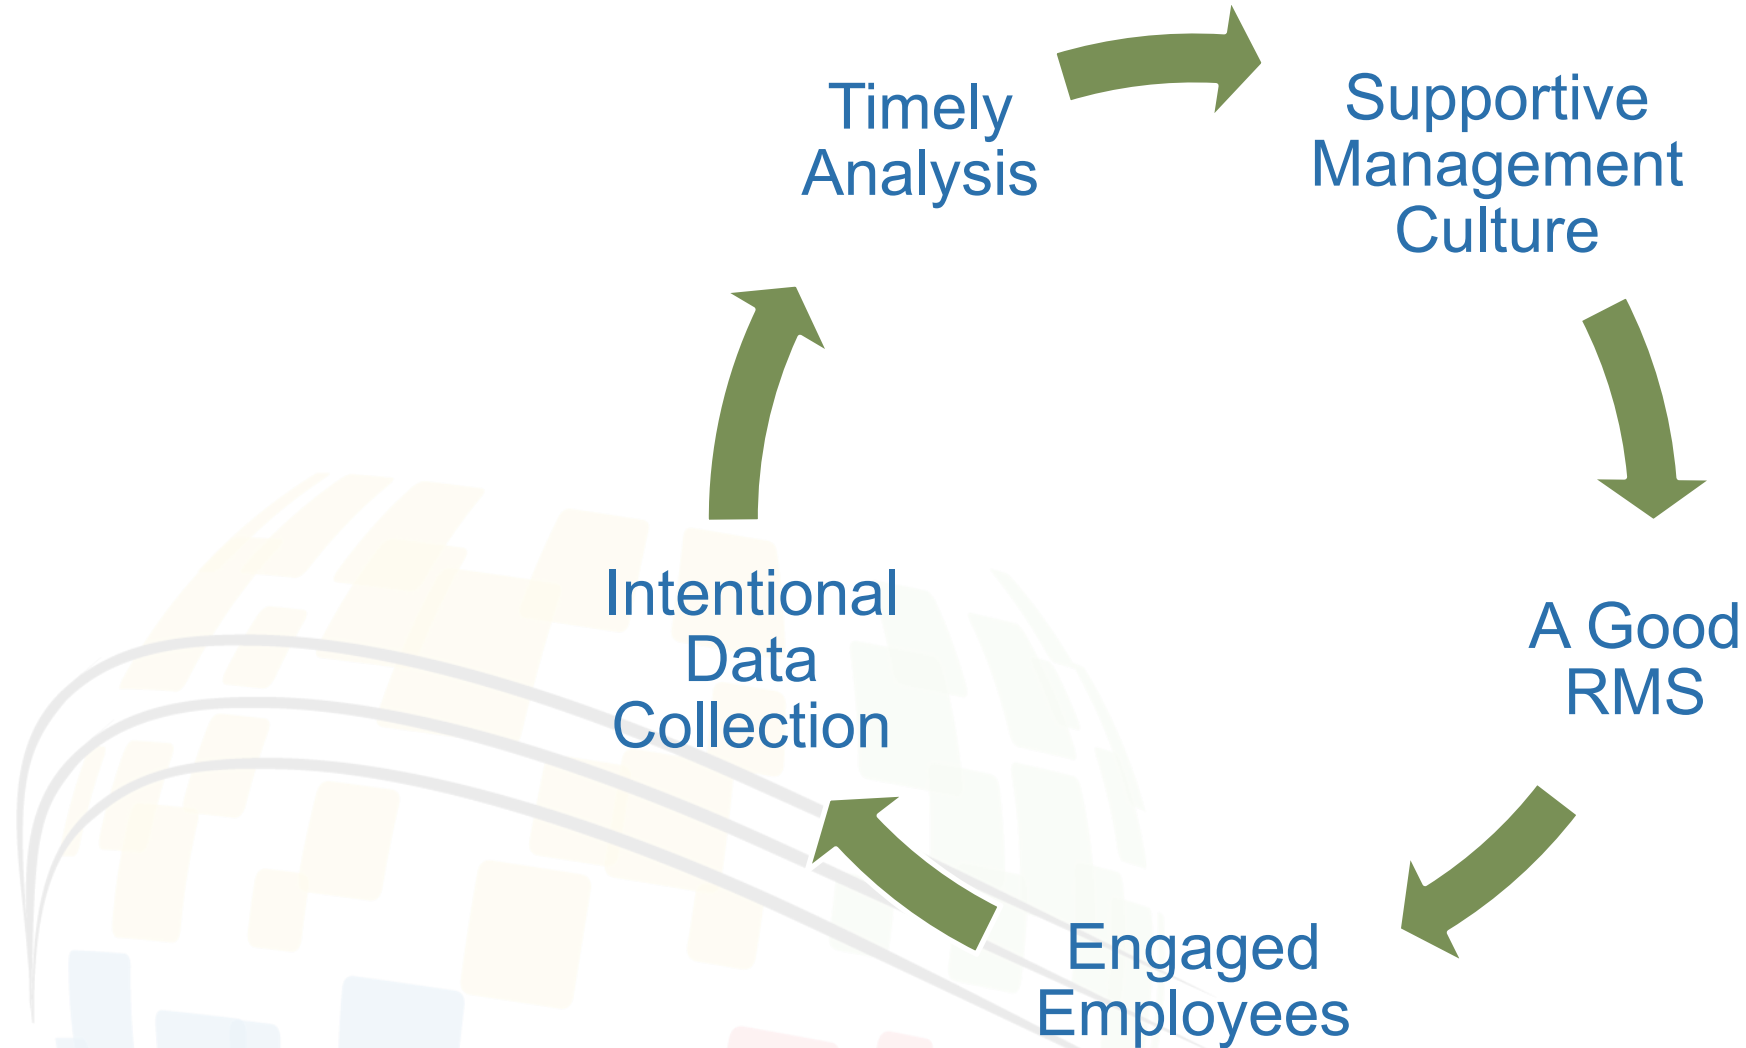 Timely
Analysis
Supportive
Management
Culture
A Good
RMS
Engaged
Employees
Intentional
Data
Collection